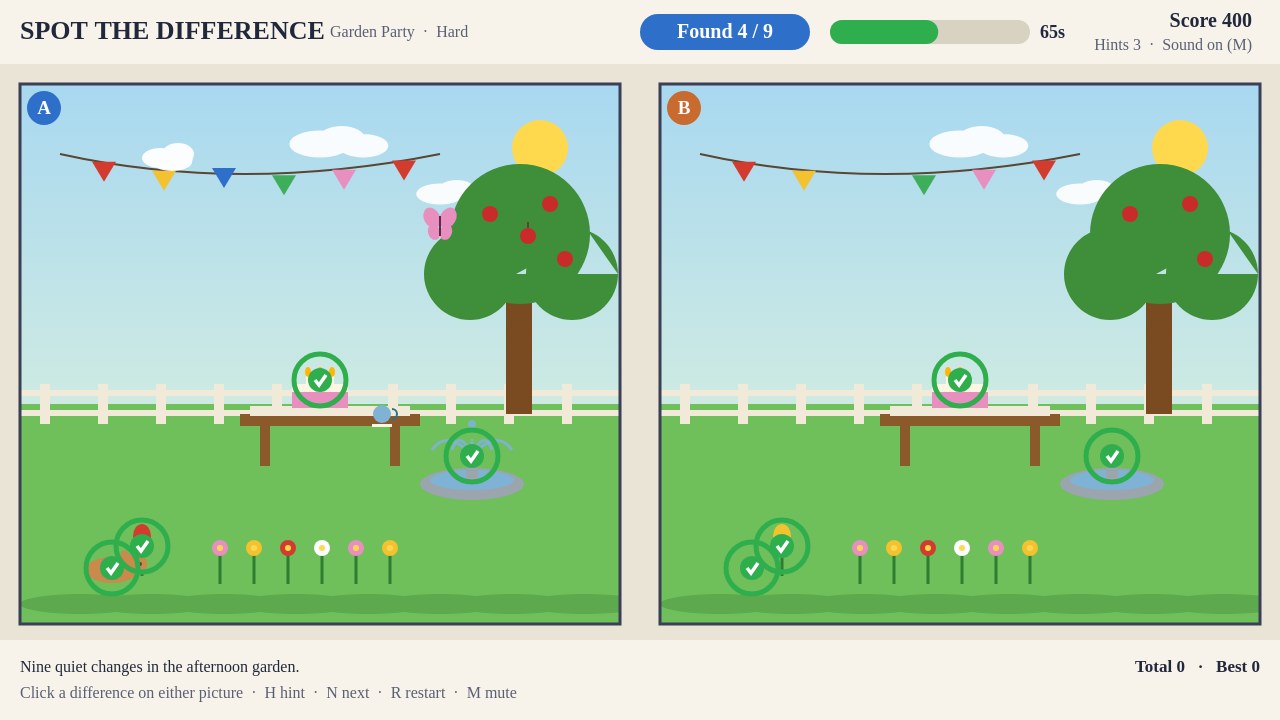 SPOT THE DIFFERENCE Garden Party · Hard
Found 4 / 9
65s
Score 400
Hints 3 · Sound on (M)
A
B
Nine quiet changes in the afternoon garden.
Total 0 · Best 0
Click a difference on either picture · H hint · N next · R restart · M mute